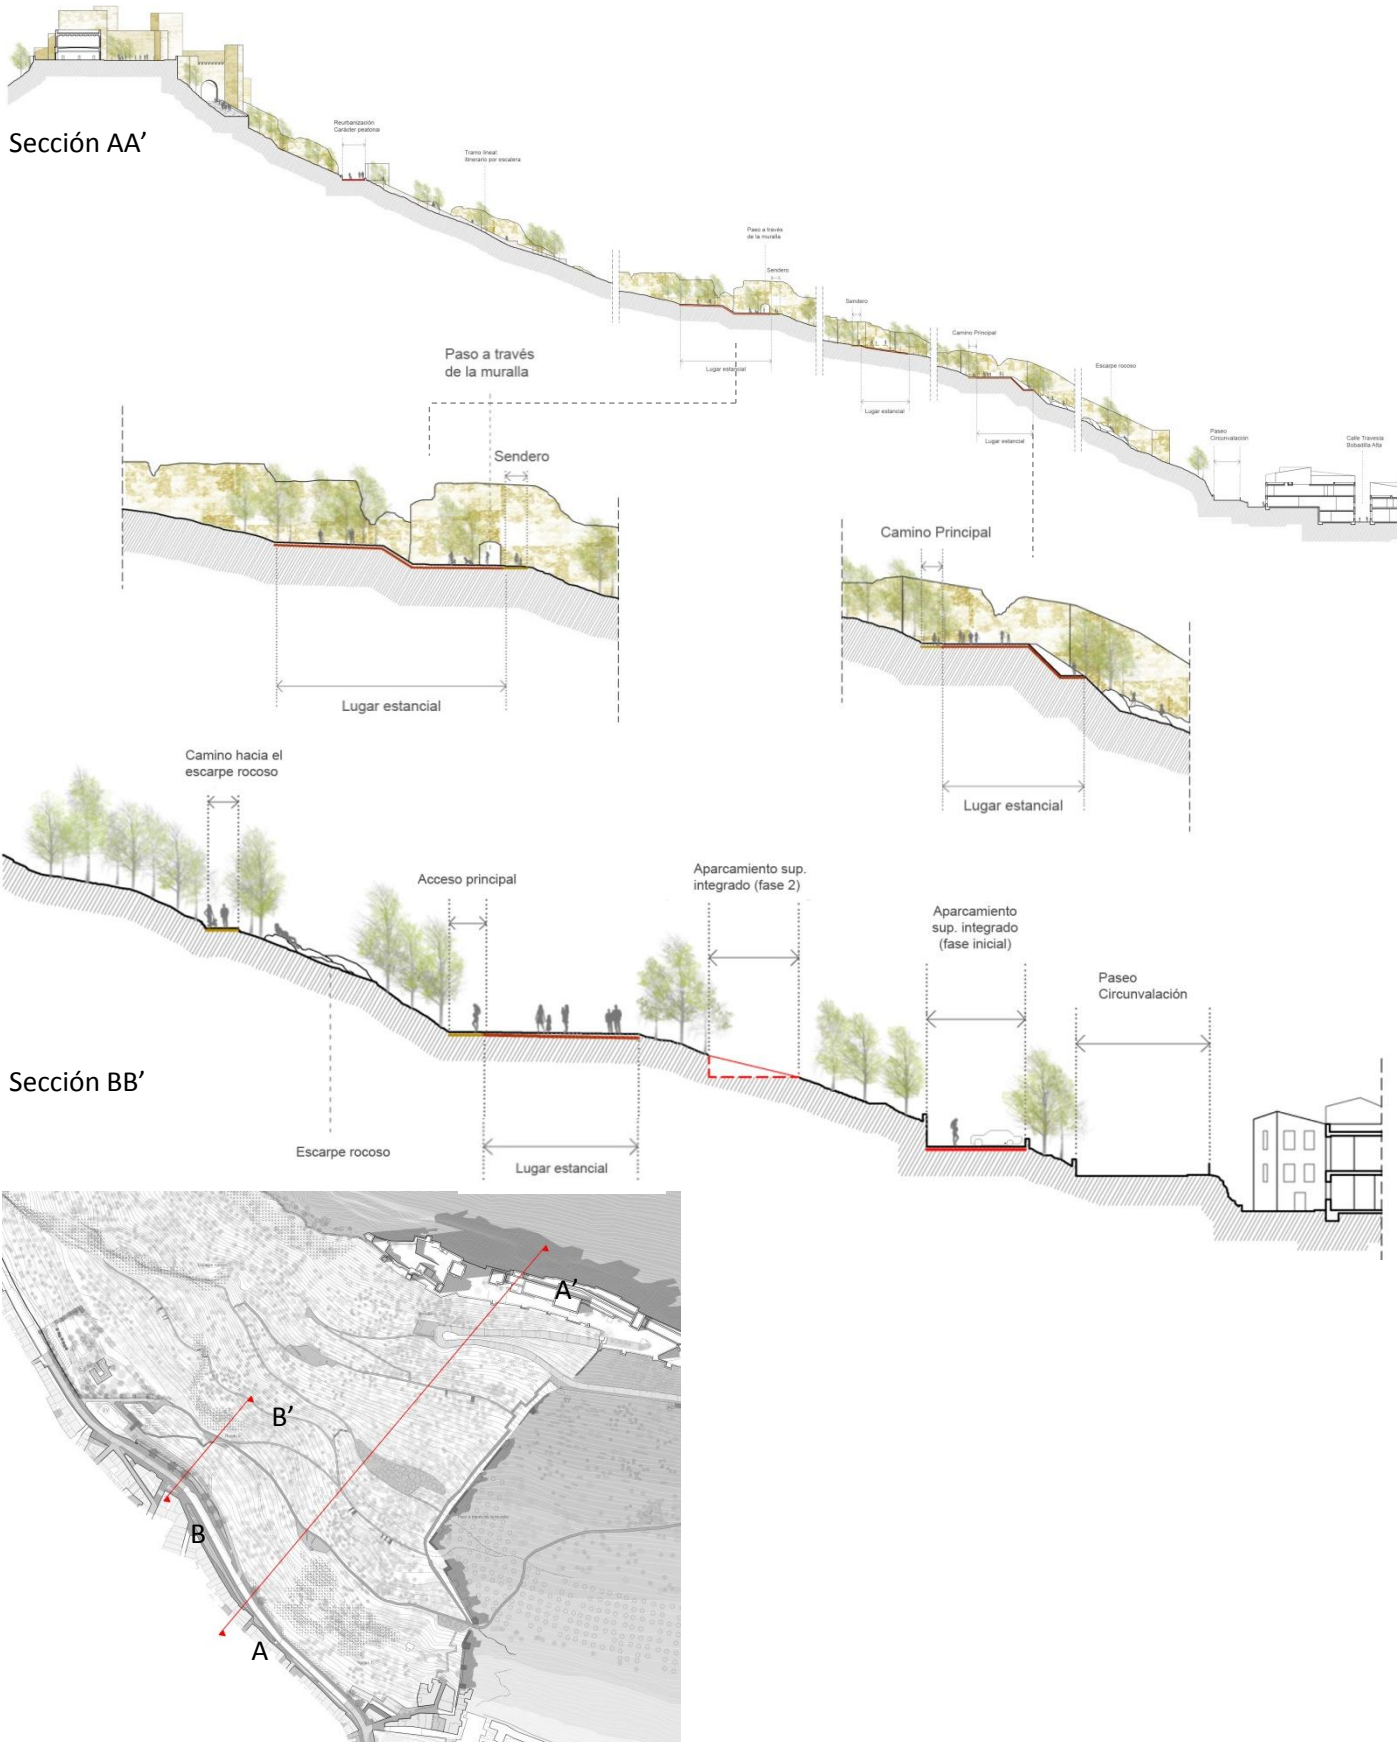 Sección AA’
Reurbanización
Carácter peatonal
Tramo lineal:
Itinerario por escalera
Paso a través
de la muralla
Sendero
Lugar estancial
Sendero
Lugar estancial
Camino Principal
Lugar estancial
Escarpe rocoso
Paseo
Circunvalación
Calle Travesía
Bobadilla Alta
Paso a través
de la muralla
Sendero
Lugar estancial
Camino Principal
Lugar estancial
Camino hacia el
escarpe rocoso
Acceso principal
Aparcamiento sup.
integrado (fase 2)
Aparcamiento
sup. integrado
(fase inicial)
Paseo
Circunvalación
Sección BB’
Escarpe rocoso
Lugar estancial
A’
B’
B
A